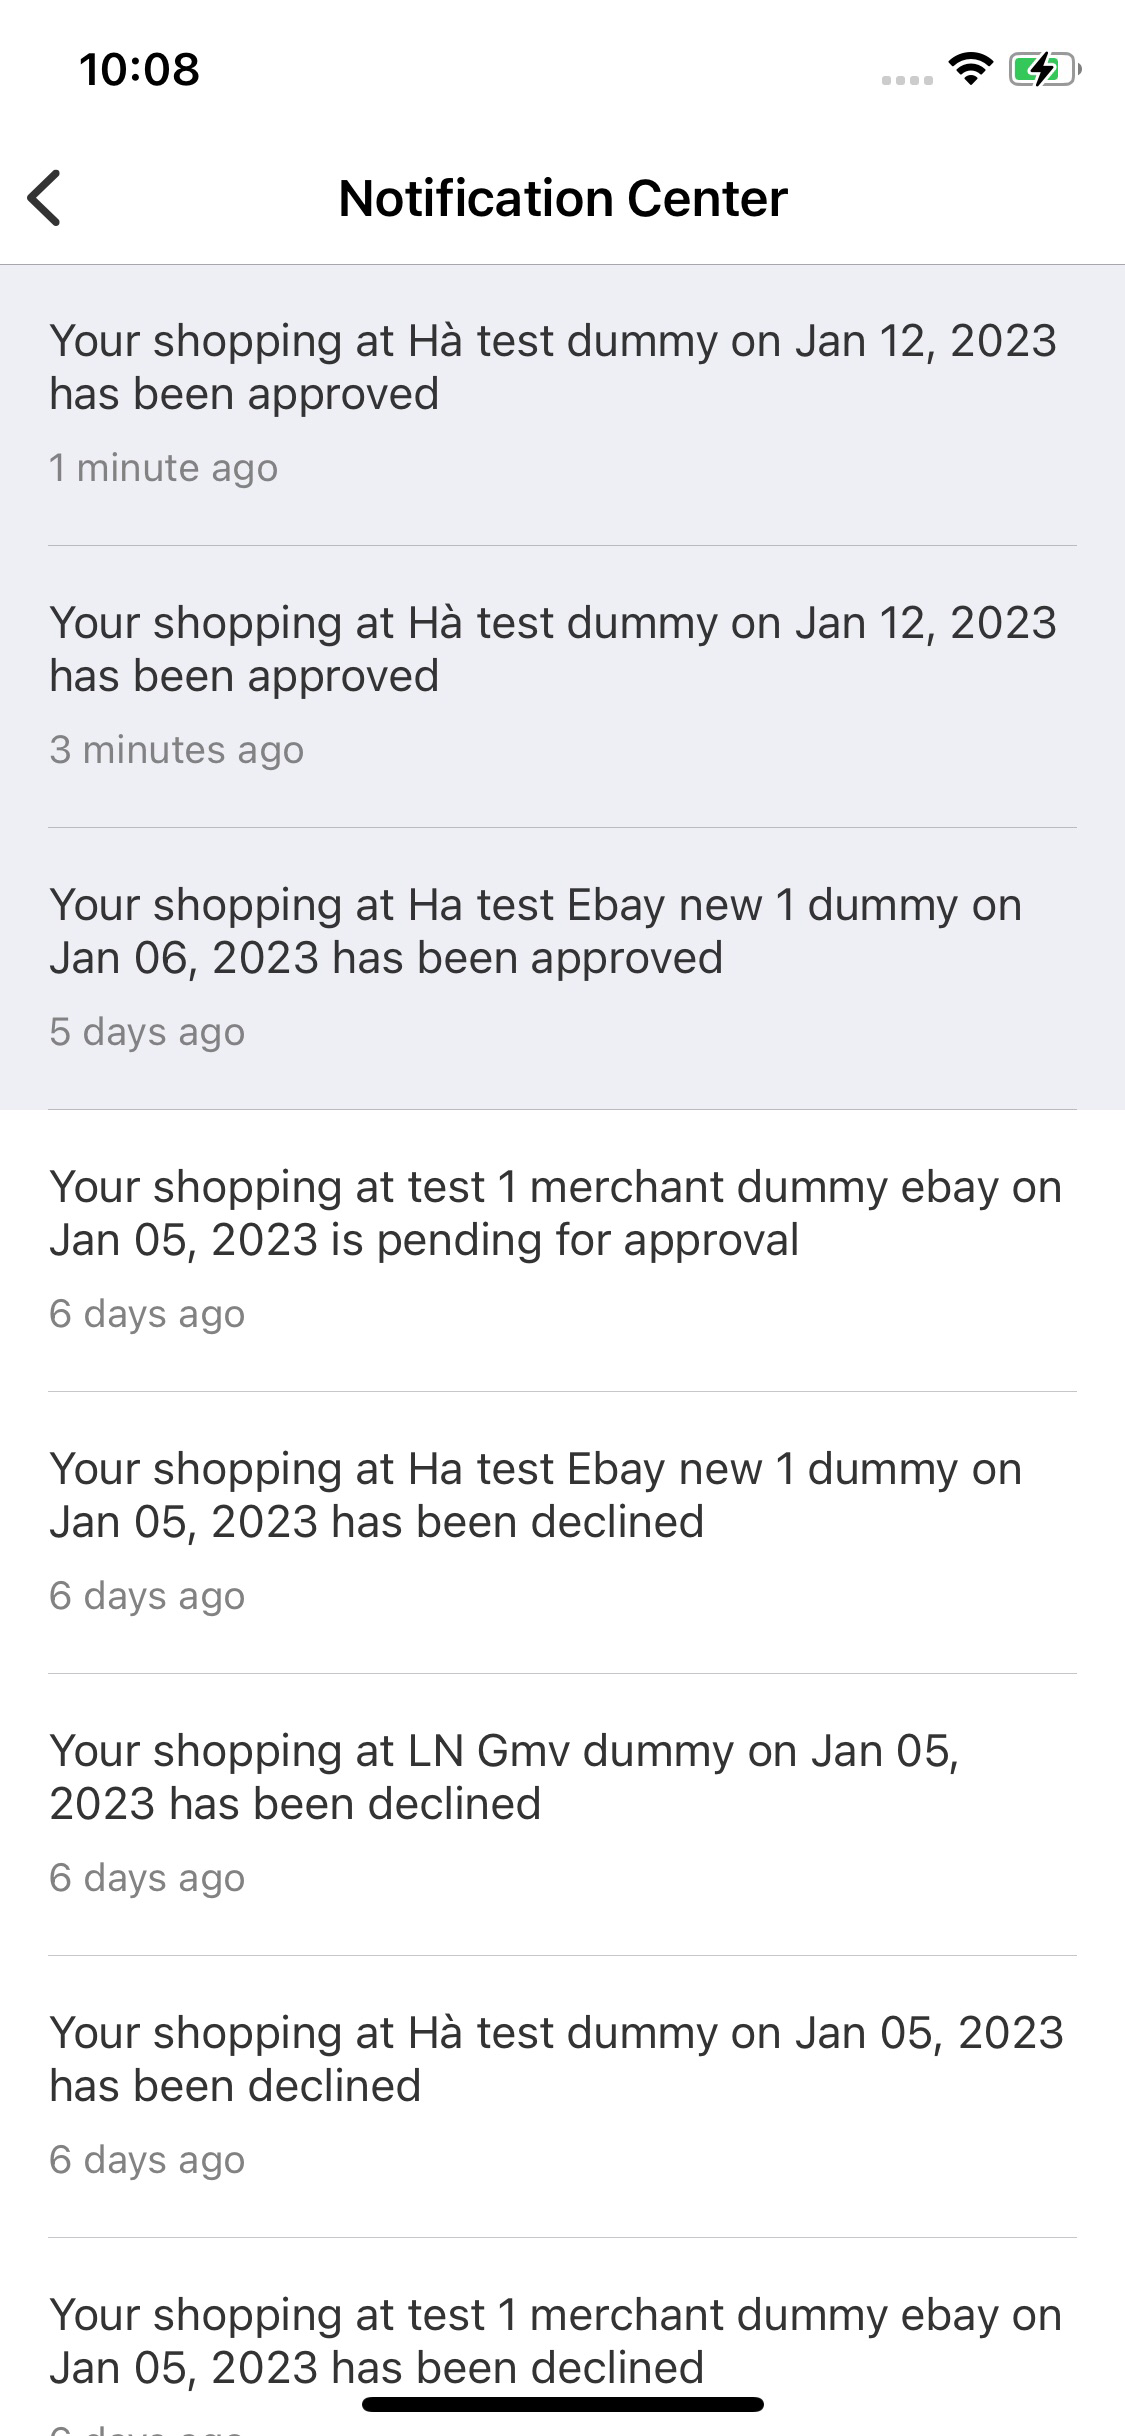 10:08
Notification Center
Your shopping at Hà test dummy on Jan 12, 2023
has been approved
1 minute ago
Your shopping at Hà test dummy on Jan 12, 2023
has been approved
3 minutes ago
Your shopping at Ha test Ebay new 1 dummy on
Jan 06, 2023 has been approved
5 days ago
Your shopping at test 1 merchant dummy ebay on
Jan 05, 2023 is pending for approval
6 days ago
Your shopping at Ha test Ebay new 1 dummy on
Jan 05, 2023 has been declined
6 days ago
Your shopping at LN Gmv dummy on Jan 05,
2023 has been declined
6 days ago
Your shopping at Hà test dummy on Jan 05, 2023
has been declined
6 days ago
Your shopping at test 1 merchant dummy ebay on
Jan 05, 2023 has been declined